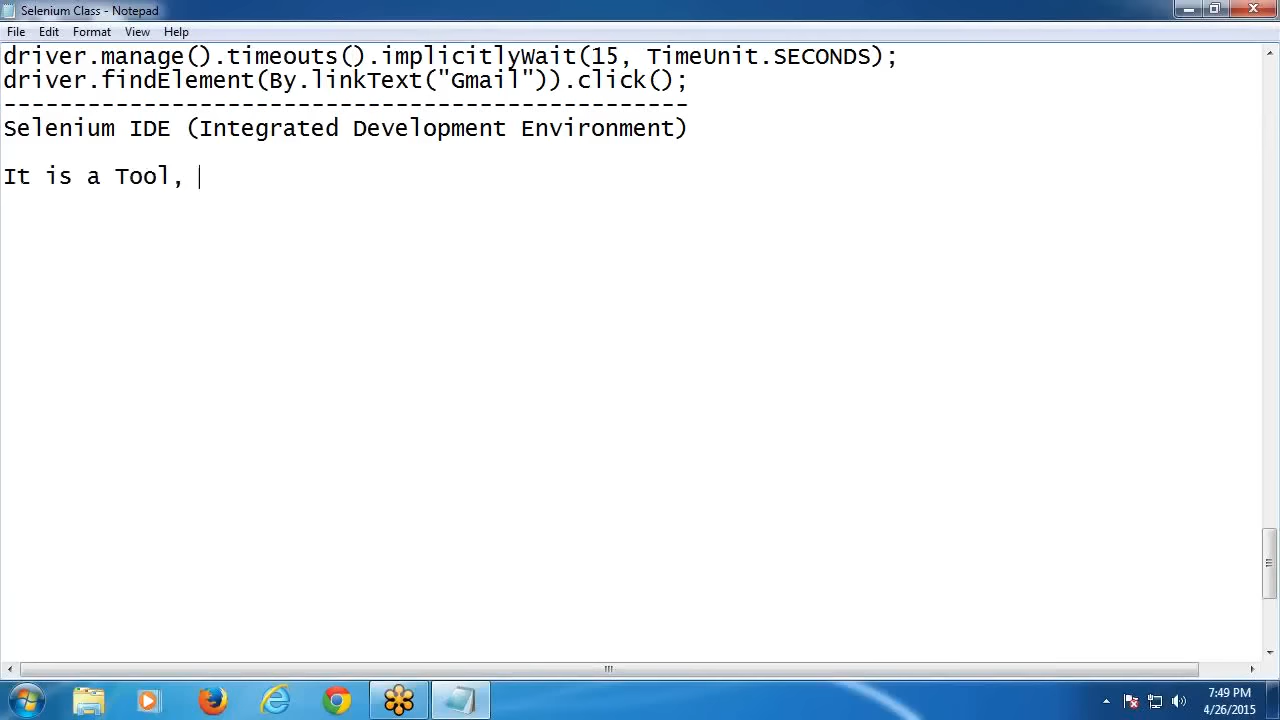 Selenium Class - Notepad
File Edit Format View Help
driver.manage().timeouts().implicitlyWait(15, TimeUnit.SECONDS);
driver.findElement(By.linkText("Gmail")).click();
-------------------------------------------------
Selenium IDE (Integrated Development Environment)
It is a Tool,
7:49 PM
4/26/2015